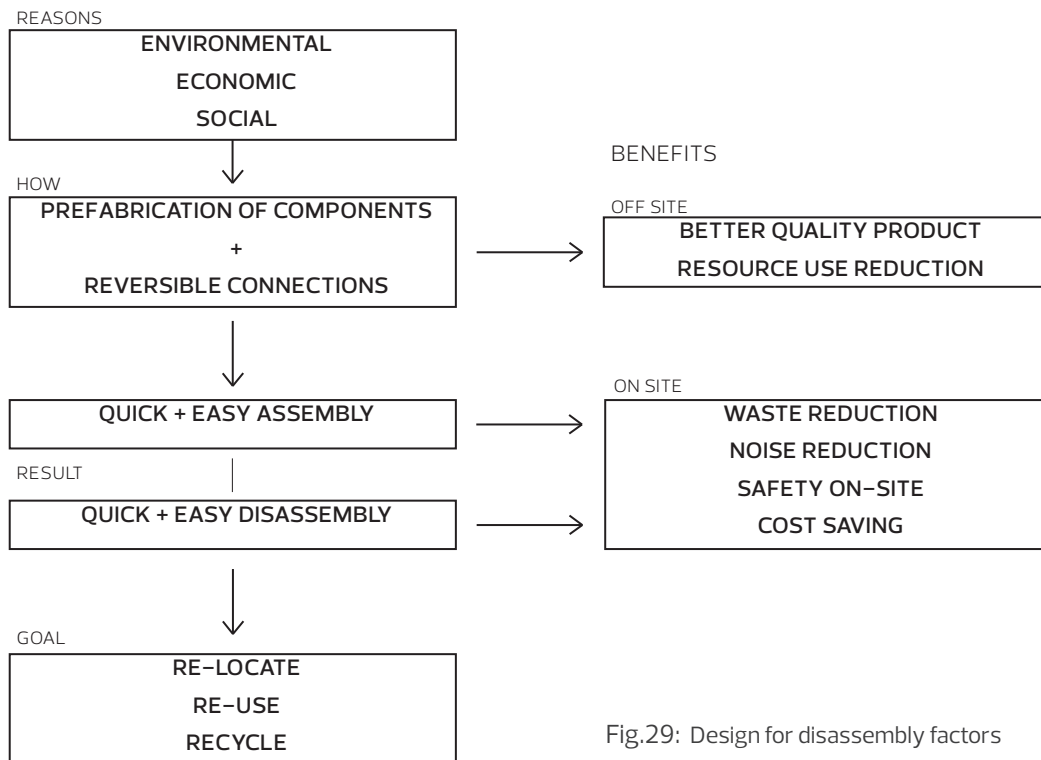 REASONS
ENVIRONMENTAL
ECONOMIC
SOCIAL
HOW
PREFABRICATION OF COMPONENTS
+
REVERSIBLE CONNECTIONS
BENEFITS
OFF SITE
BETTER QUALITY PRODUCT
RESOURCE USE REDUCTION
QUICK + EASY ASSEMBLY
RESULT
QUICK + EASY DISASSEMBLY
ON SITE
WASTE REDUCTION
NOISE REDUCTION
SAFETY ON-SITE
COST SAVING
GOAL
RE-LOCATE
RE-USE
RECYCLE
Fig.29: Design for disassembly factors